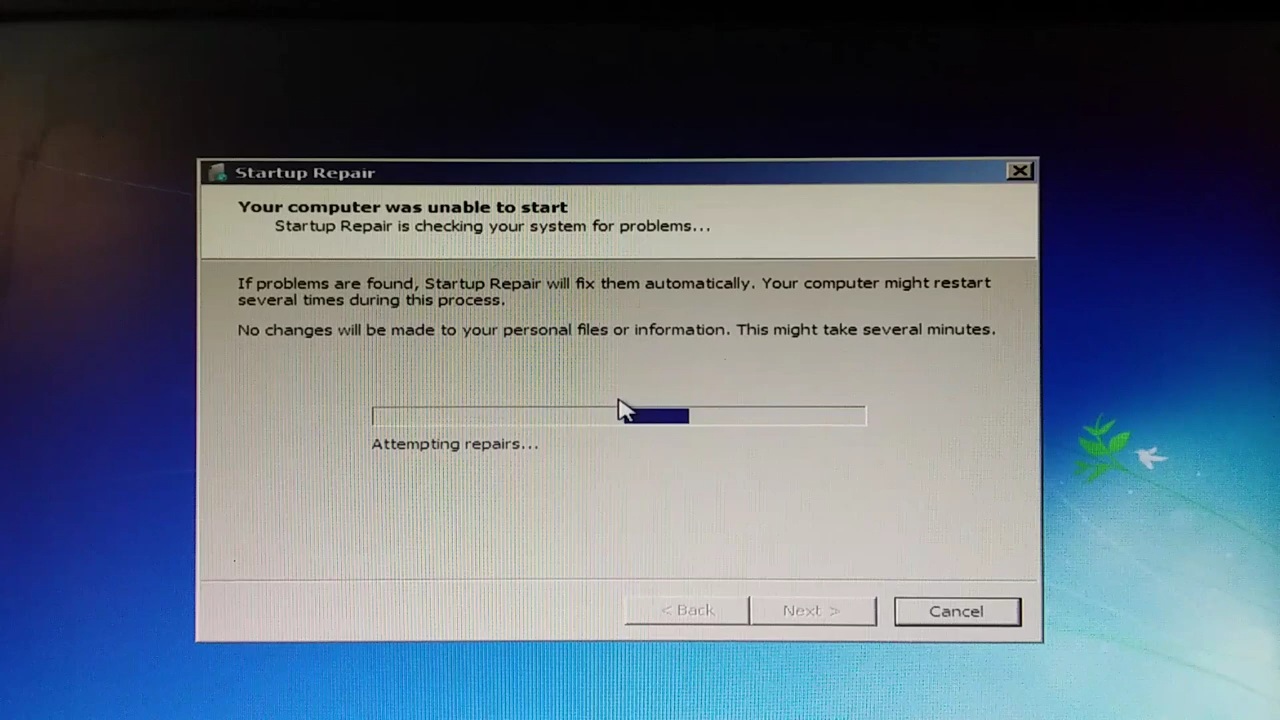 Startup Repair
Your computer was unable to start
Startup Repair is checking your system for problems...
If problems are found, Startup Repair will fix them automatically. Your computer might restart
several times during this process.
No changes will be made to your personal files or information. This might take several minutes.
Attempting repairs...
< Back Next > Cancel